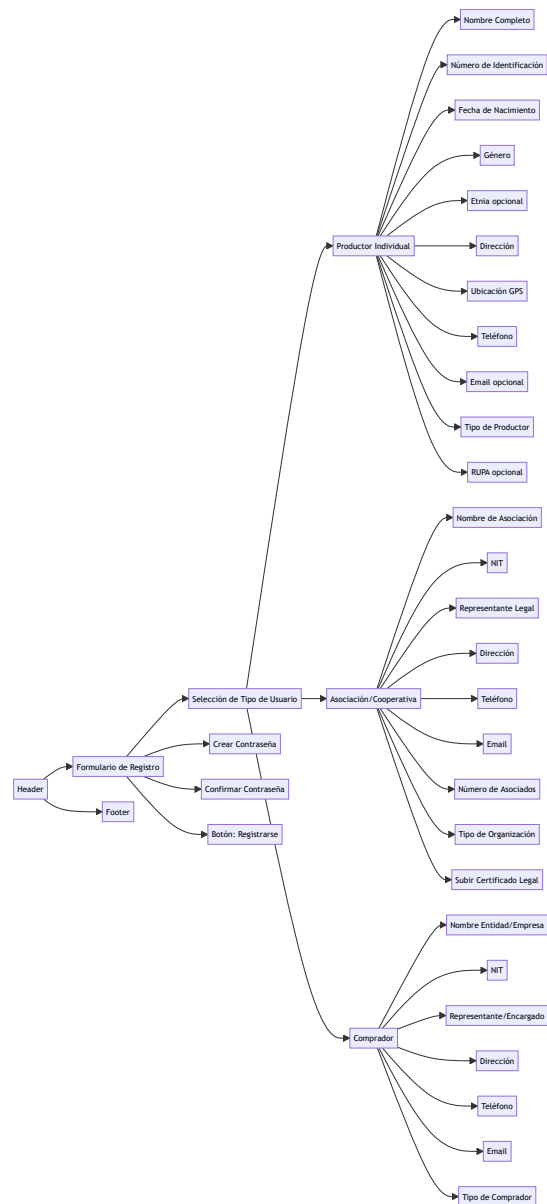 Header
Formulario de Registro
Footer
Selección de Tipo de Usuario
Crear Contraseña
Confirmar Contraseña
Botón: Registrarse
Productor Individual
Nombre Completo
Número de Identificación
Fecha de Nacimiento
Género
Etnia opcional
Dirección
Ubicación GPS
Teléfono
Email opcional
Tipo de Productor
RUPA opcional
Asociación/Cooperativa
Nombre de Asociación
NIT
Representante Legal
Dirección
Teléfono
Email
Número de Asociados
Tipo de Organización
Subir Certificado Legal
Comprador
Nombre Entidad/Empresa
NIT
Representante/Encargado
Dirección
Teléfono
Email
Tipo de Comprador